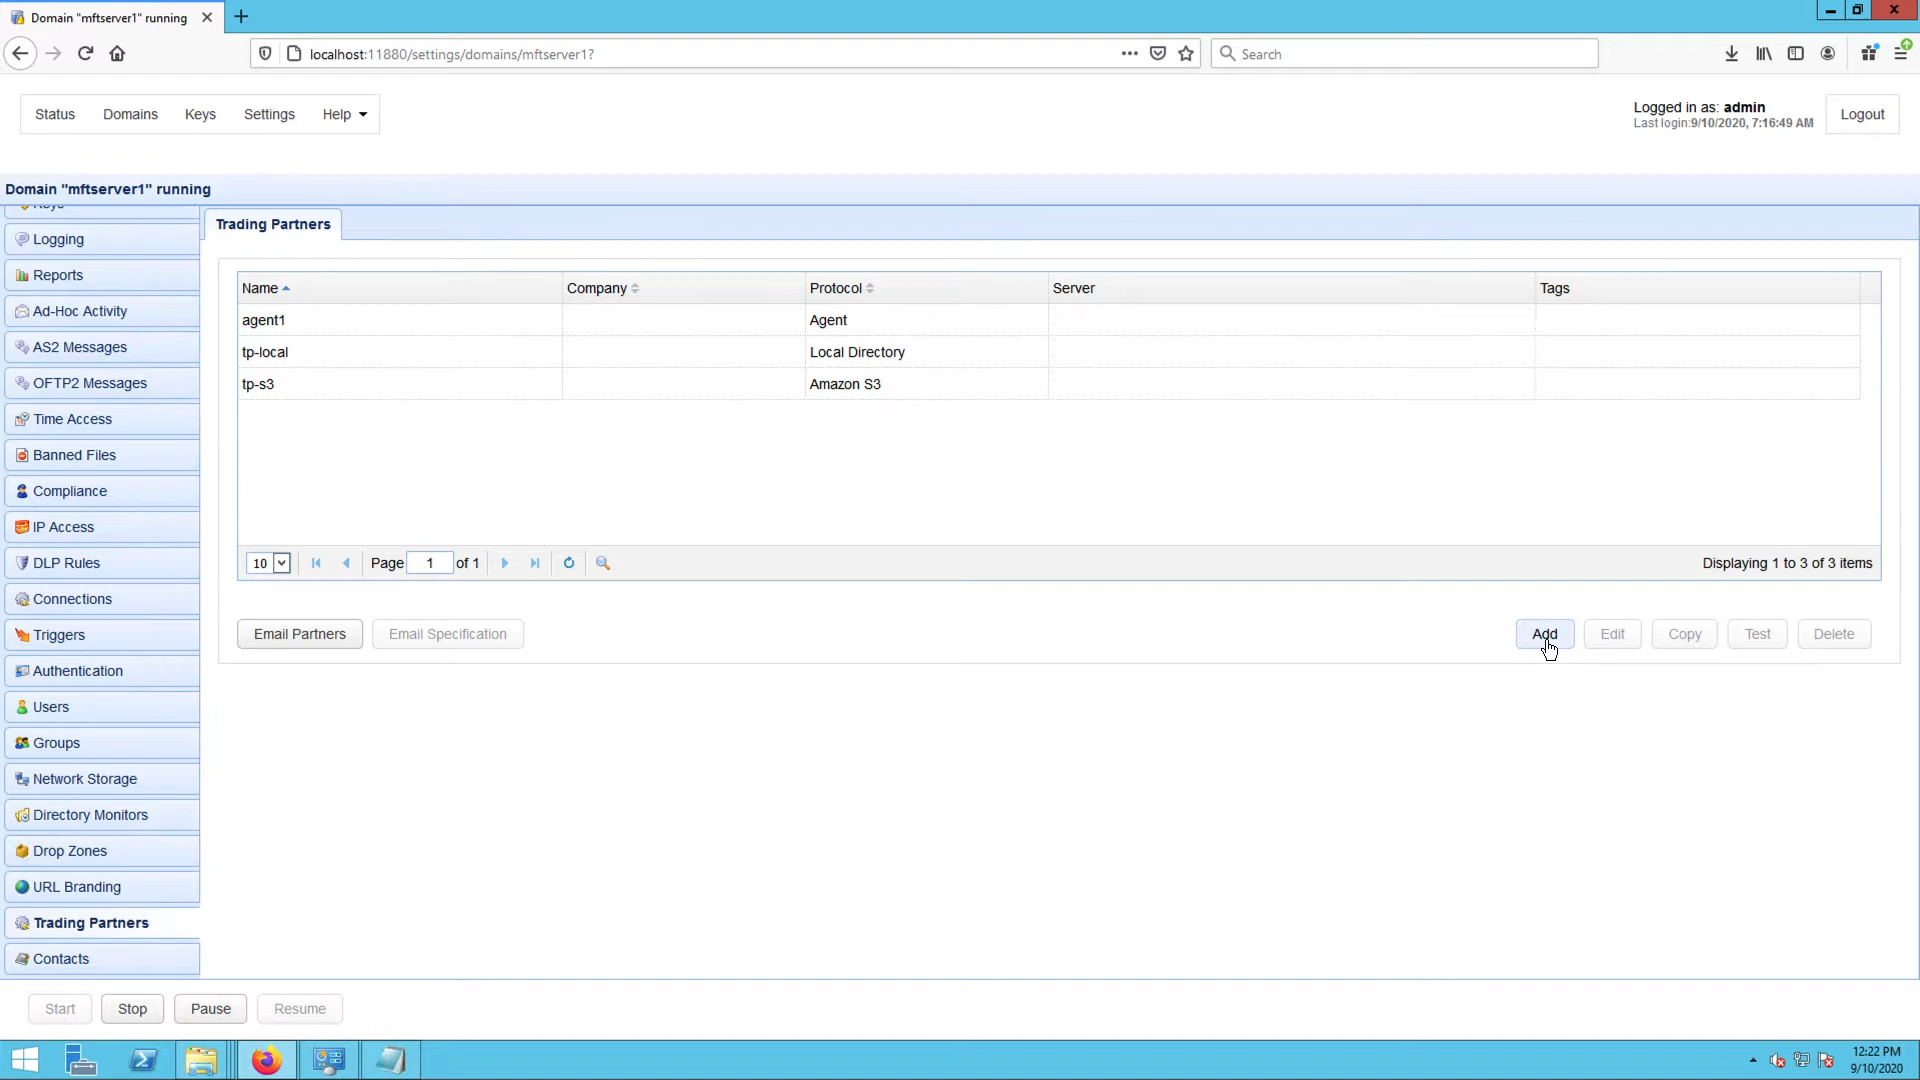 Domain "mftserver1" running
localhost:11880/settings/domains/mftserver1?
Search
Status Domains Keys Settings Help
Logged in as: admin
Last login:9/10/2020, 7:16:49 AM
Logout
Domain "mftserver1" running
Keys
Logging
Reports
Ad-Hoc Activity
AS2 Messages
OFTP2 Messages
Time Access
Banned Files
Compliance
IP Access
DLP Rules
Connections
Triggers
Authentication
Users
Groups
Network Storage
Directory Monitors
Drop Zones
URL Branding
Trading Partners
Contacts
Trading Partners
Name Company Protocol Server Tags
agent1 Agent
tp-local Local Directory
tp-s3 Amazon S3
10 Page 1 of 1 Displaying 1 to 3 of 3 items
Email Partners Email Specification Add Edit Copy Test Delete
Start Stop Pause Resume
12:22 PM
9/10/2020